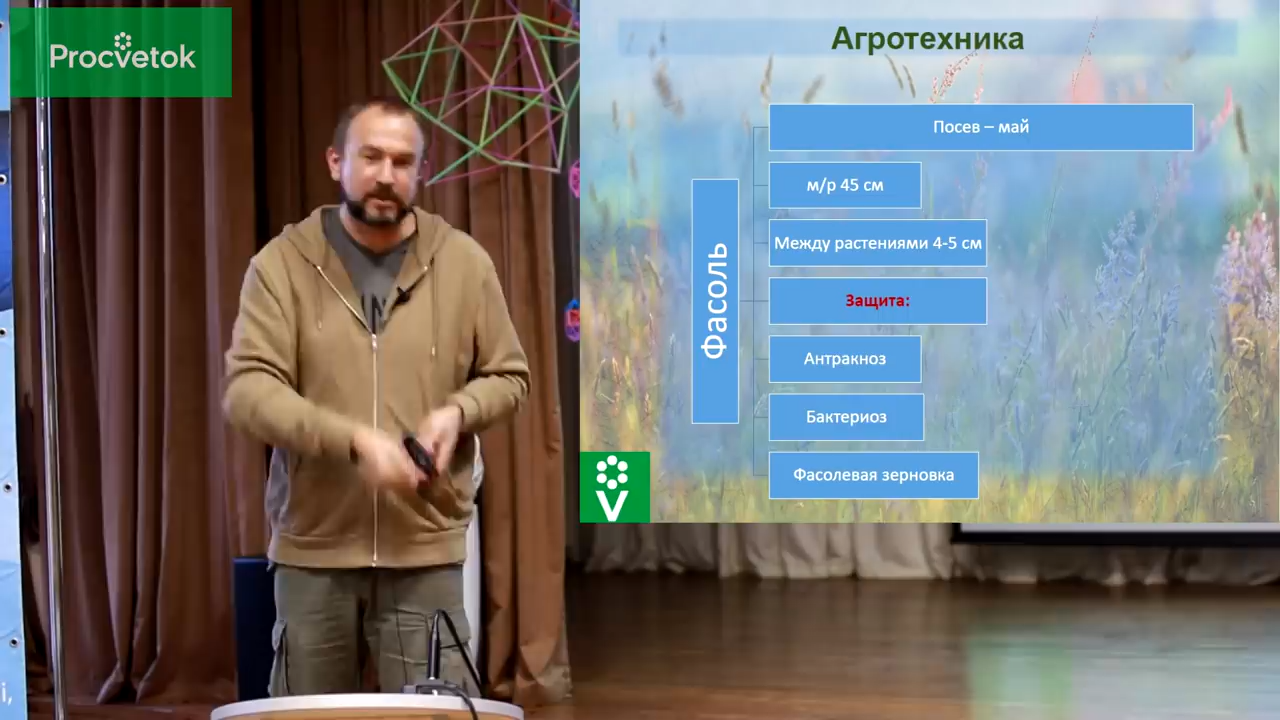 Procvetok
Агротехника
Фасоль
Посев – май
м/р 45 см
Между растениями 4-5 см
Защита:
Антракноз
Бактериоз
Фасолевая зерновка